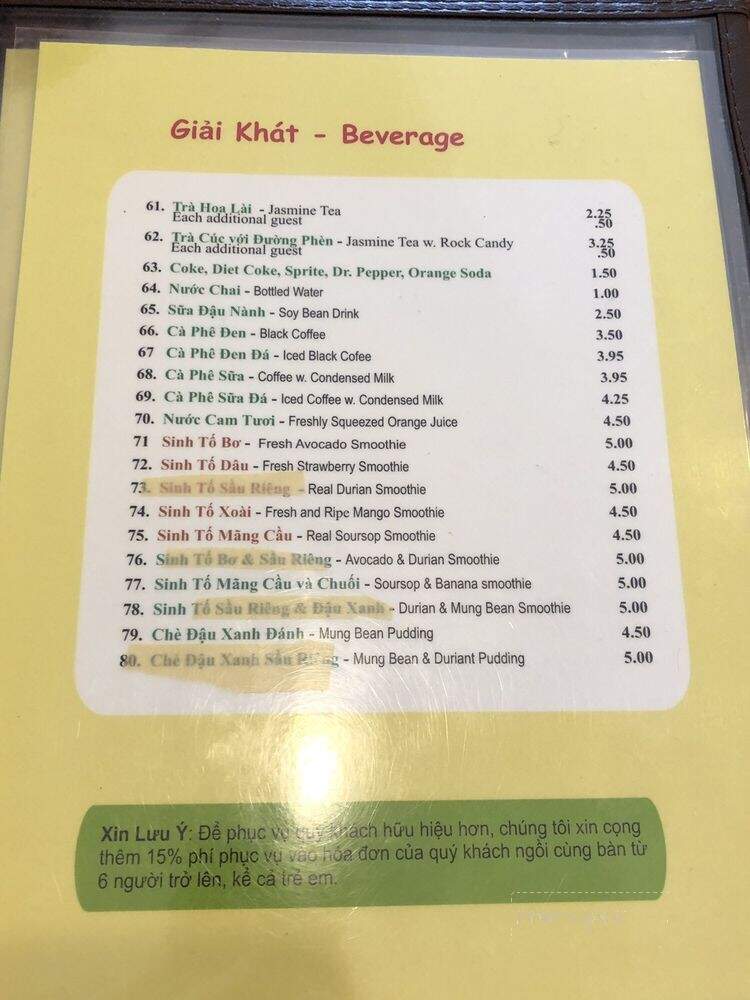 Giải Khát - Beverage
61. Trà Hoa Lài - Jasmine Tea 2.25
Each additional guest .50
62. Trà Cúc với Đường Phèn - Jasmine Tea w. Rock Candy 3.25
Each additional guest .50
63. Coke, Diet Coke, Sprite, Dr. Pepper, Orange Soda 1.50
64. Nước Chai - Bottled Water 1.00
65. Sữa Đậu Nành - Soy Bean Drink 2.50
66. Cà Phê Đen - Black Coffee 3.50
67 Cà Phê Đen Đá - Iced Black Cofee 3.95
68. Cà Phê Sữa - Coffee w. Condensed Milk 3.95
69. Cà Phê Sữa Đá - Iced Coffee w. Condensed Milk 4.25
70. Nước Cam Tươi - Freshly Squeezed Orange Juice 4.50
71 Sinh Tố Bơ - Fresh Avocado Smoothie 5.00
72. Sinh Tố Dâu - Fresh Strawberry Smoothie 4.50
73. Sinh Tố Sầu Riêng - Real Durian Smoothie 5.00
74. Sinh Tố Xoài - Fresh and Ripe Mango Smoothie 4.50
75. Sinh Tố Mãng Cầu - Real Soursop Smoothie 4.50
76. Sinh Tố Bơ & Sầu Riêng - Avocado & Durian Smoothie 5.00
77. Sinh Tố Mãng Cầu và Chuối - Soursop & Banana smoothie 5.00
78. Sinh Tố Sầu Riêng & Đậu Xanh - Durian & Mung Bean Smoothie 5.00
79. Chè Đậu Xanh Đánh - Mung Bean Pudding 4.50
80. Chè Đậu Xanh Sầu Riêng - Mung Bean & Duriant Pudding 5.00
Xin Lưu Ý: Để phục vụ quý khách hữu hiệu hơn, chúng tôi xin cọng
thêm 15% phí phục vụ vào hóa đơn của quý khách ngồi cùng bàn từ
6 người trở lên, kể cả trẻ em.